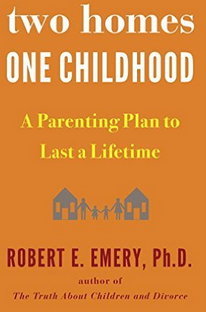 two homes
ONE CHILDHOOD
A Parenting Plan to
Last a Lifetime
ROBERT E. EMERY, Ph.D.
author of
The Truth About Children and Divorce